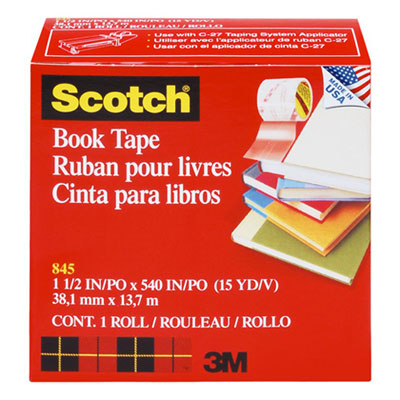 • Use with C-27 Taping System Applicator
• Utiliser avec l'applicateur de ruban C-27
• Usar con el aplicador de cinta C-27
Scotch®
MADE IN
USA
Book Tape
Ruban pour livres
Cinta para libros
845
1 1/2 IN/PO x 540 IN/PO (15 YD/V)
38,1 mm x 13,7 m
CONT. 1 ROLL / ROULEAU / ROLLO
3M